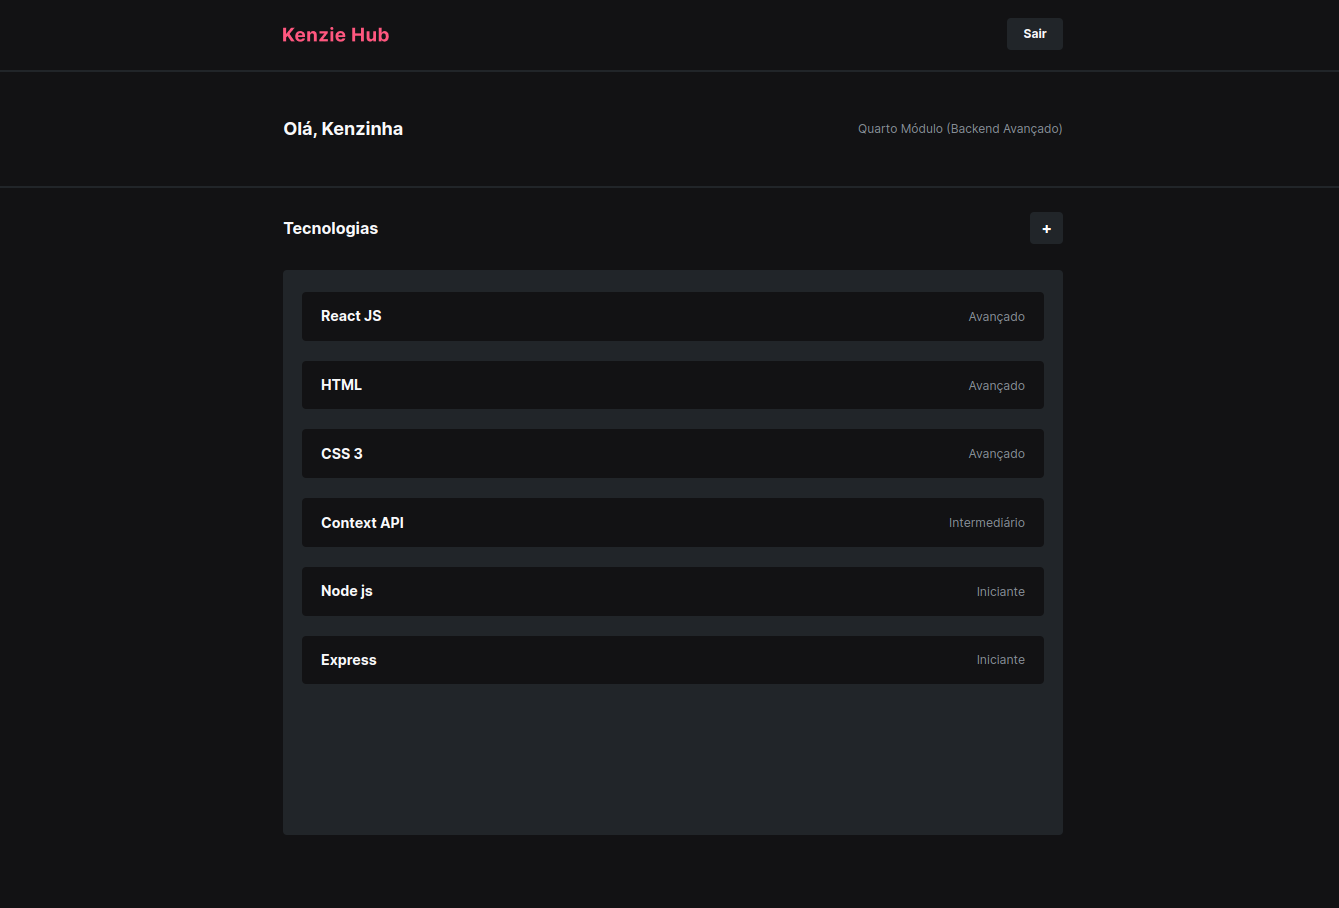 Kenzie Hub
Sair
Olá, Kenzinha
Quarto Módulo (Backend Avançado)
Tecnologias
+
React JS
Avançado
HTML
Avançado
CSS 3
Avançado
Context API
Intermediário
Node js
Iniciante
Express
Iniciante